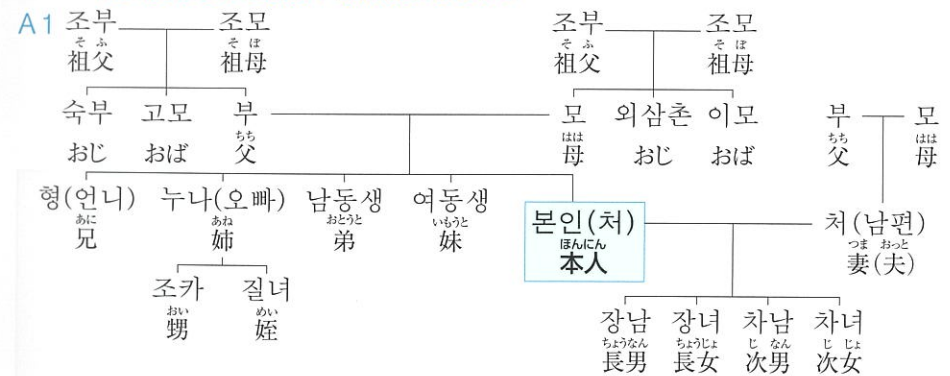 A1 조부 조모 조부 조모
そふ そぼ そふ そぼ
祖父 祖母 祖父 祖母
숙부 고모 부 모 외삼촌 이모 부 모
ちち はは ちち はは
おじ おば 父 母 おじ おば 父 母
형(언니) 누나(오빠) 남동생 여동생 본인(처) 처(남편)
あに あね おとうと いもうと ほんにん つま おっと
兄 姉 弟 妹 本人 妻(夫)
조카 질녀
おい めい
甥 姪
장남 장녀 차남 차녀
ちょうなん ちょうじょ じなん じじょ
長男 長女 次男 次女